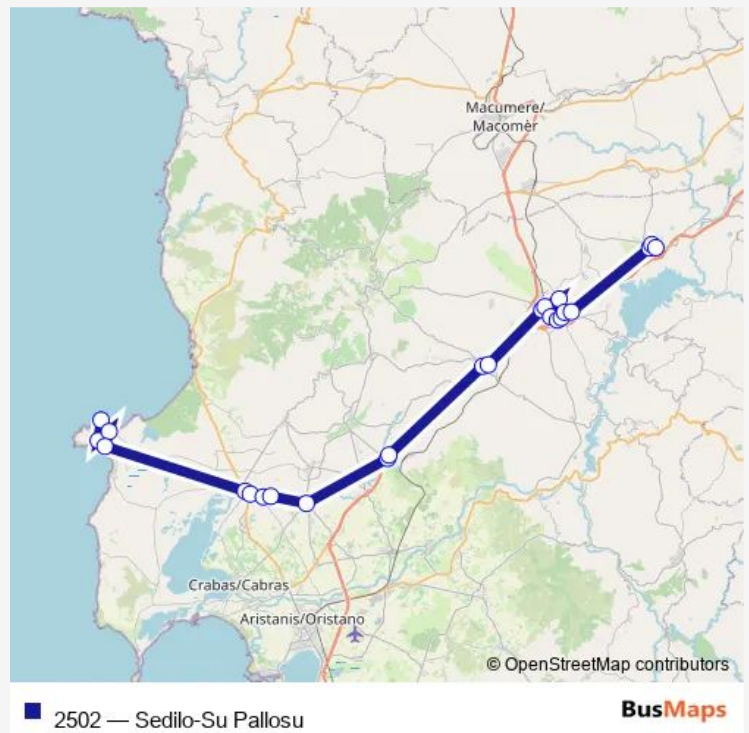 Macumere/
Macomèr
Crabas/Cabras
Aristanis/Oristano
© OpenStreetMap contributors
2502 — Sedilo-Su Pallosu
BusMaps